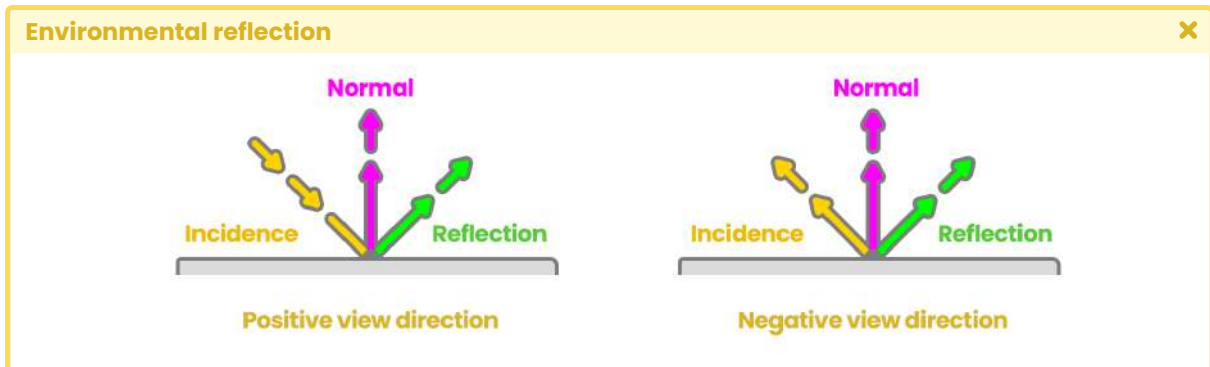 Environmental reflection
Normal
Normal
Incidence
Reflection
Incidence
Reflection
Positive view direction
Negative view direction